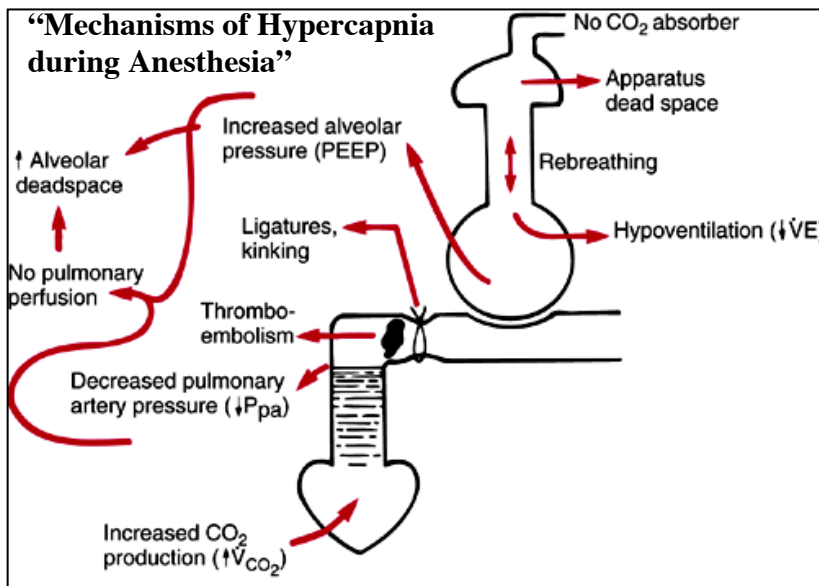 “Mechanisms of Hypercapnia
during Anesthesia”
No CO₂ absorber
Apparatus
dead space
Increased alveolar
pressure (PEEP)
↑ Alveolar
deadspace
Rebreathing
Ligatures,
kinking
Hypoventilation (↓V̇E)
No pulmonary
perfusion
Thrombo-
embolism
Decreased pulmonary
artery pressure (↓Ppa)
Increased CO₂
production (↑V̇CO₂)